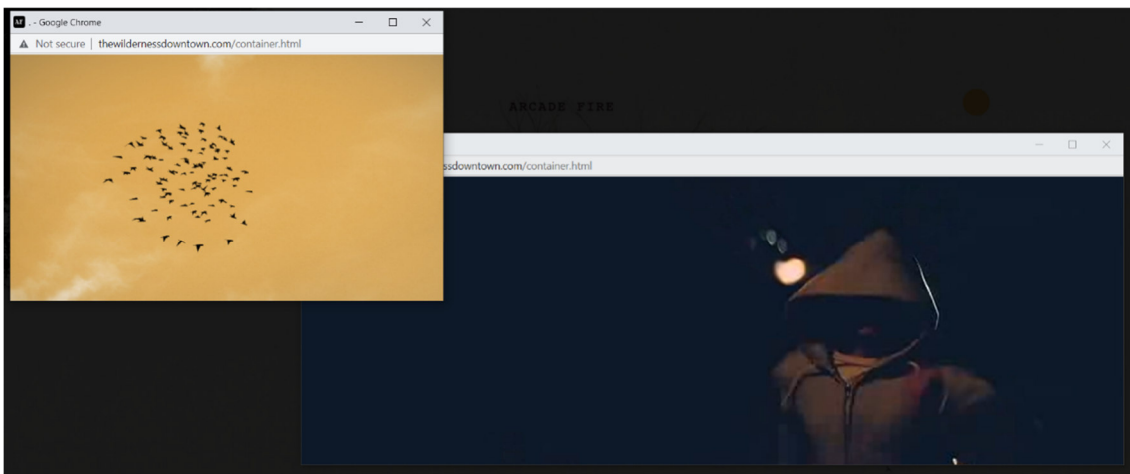 AF . - Google Chrome
Not secure | thewildernessdowntown.com/container.html
ARCADE FIRE
ssdowntown.com/container.html